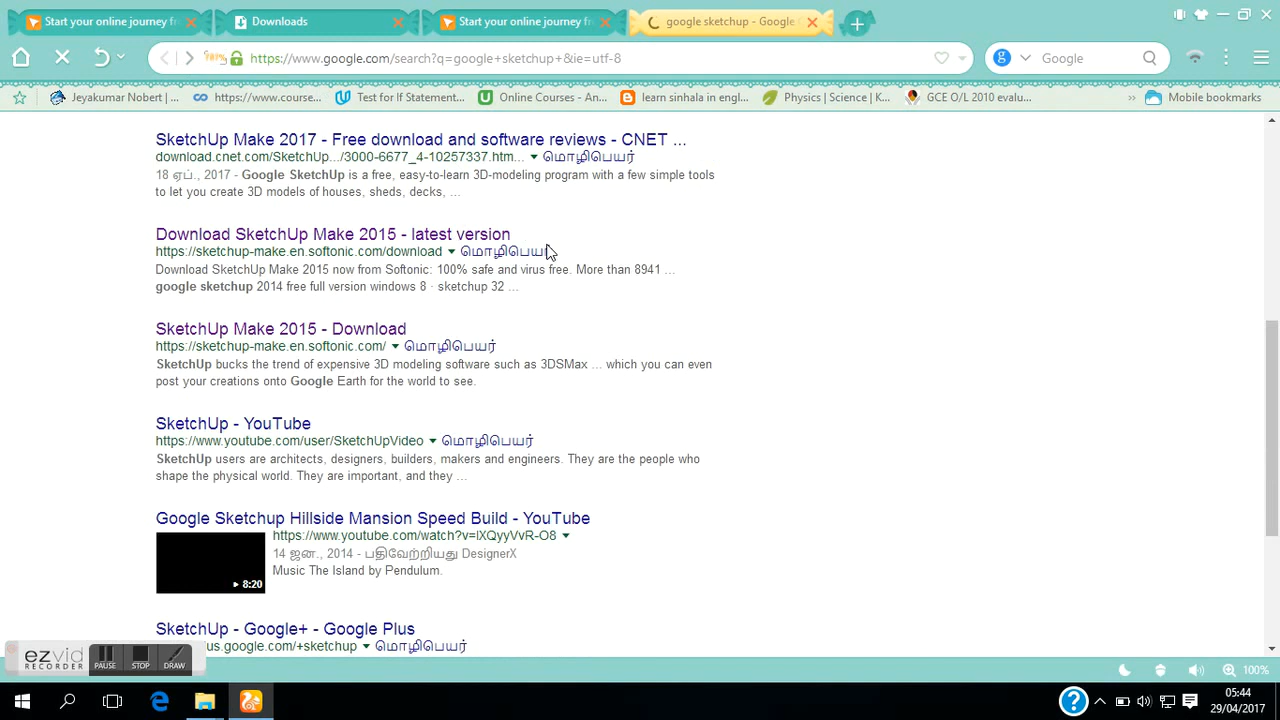 Start your online journey fr
Downloads
Start your online journey fr
google sketchup - Google
https://www.google.com/search?q=google+sketchup+&ie=utf-8
Google
Jeyakumar Nobert | ...
https://www.course...
Test for If Statement...
Online Courses - An...
learn sinhala in engl...
Physics | Science | K...
GCE O/L 2010 evalu...
Mobile bookmarks
SketchUp Make 2017 - Free download and software reviews - CNET ...
download.cnet.com/SketchUp.../3000-6677_4-10257337.htm... மொழிபெயர்
18 ஏப்., 2017 - Google SketchUp is a free, easy-to-learn 3D-modeling program with a few simple tools
to let you create 3D models of houses, sheds, decks, ...
Download SketchUp Make 2015 - latest version
https://sketchup-make.en.softonic.com/download மொழிபெயர்
Download SketchUp Make 2015 now from Softonic: 100% safe and virus free. More than 8941 ...
google sketchup 2014 free full version windows 8 · sketchup 32 ...
SketchUp Make 2015 - Download
https://sketchup-make.en.softonic.com/ மொழிபெயர்
SketchUp bucks the trend of expensive 3D modeling software such as 3DSMax ... which you can even
post your creations onto Google Earth for the world to see.
SketchUp - YouTube
https://www.youtube.com/user/SketchUpVideo மொழிபெயர்
SketchUp users are architects, designers, builders, makers and engineers. They are the people who
shape the physical world. They are important, and they ...
Google Sketchup Hillside Mansion Speed Build - YouTube
https://www.youtube.com/watch?v=lXQyyVvR-O8
14 ஜன., 2014 - பதிவேற்றியது DesignerX
Music The Island by Pendulum.
8:20
SketchUp - Google+ - Google Plus
us.google.com/+sketchup மொழிபெயர்
ezvid
RECORDER
PAUSE
STOP
DRAW
100%
05:44
29/04/2017